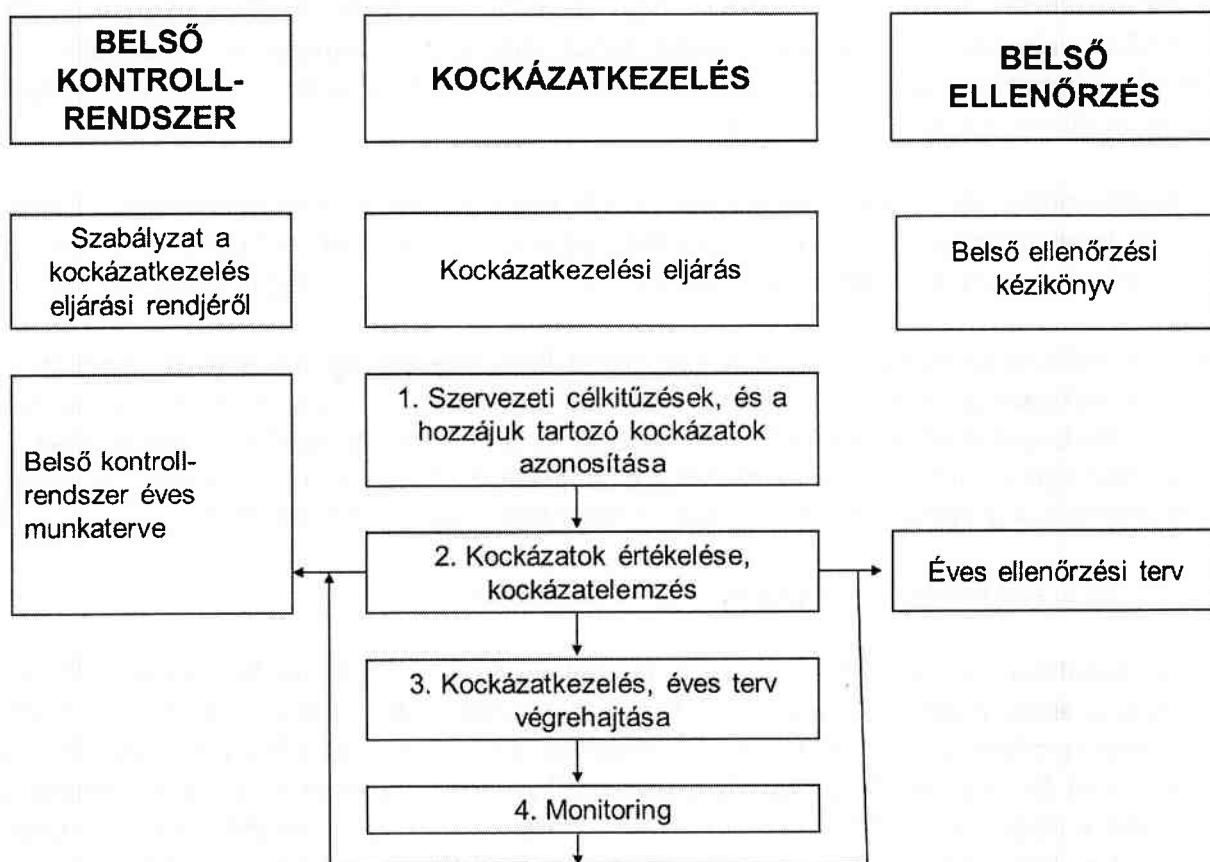 BELSŐ
KONTROLL-
RENDSZER
KOCKÁZATKEZELÉS
BELSŐ
ELLENŐRZÉS
Szabályzat a
kockázatkezelés
eljárási rendjéről
Kockázatkezelési eljárás
Belső ellenőrzési
kézikönyv
Belső kontroll-
rendszer éves
munkaterve
1. Szervezeti célkitűzések, és a
hozzájuk tartozó kockázatok
azonosítása
2. Kockázatok értékelése,
kockázatelemzés
Éves ellenőrzési terv
3. Kockázatkezelés, éves terv
végrehajtása
4. Monitoring